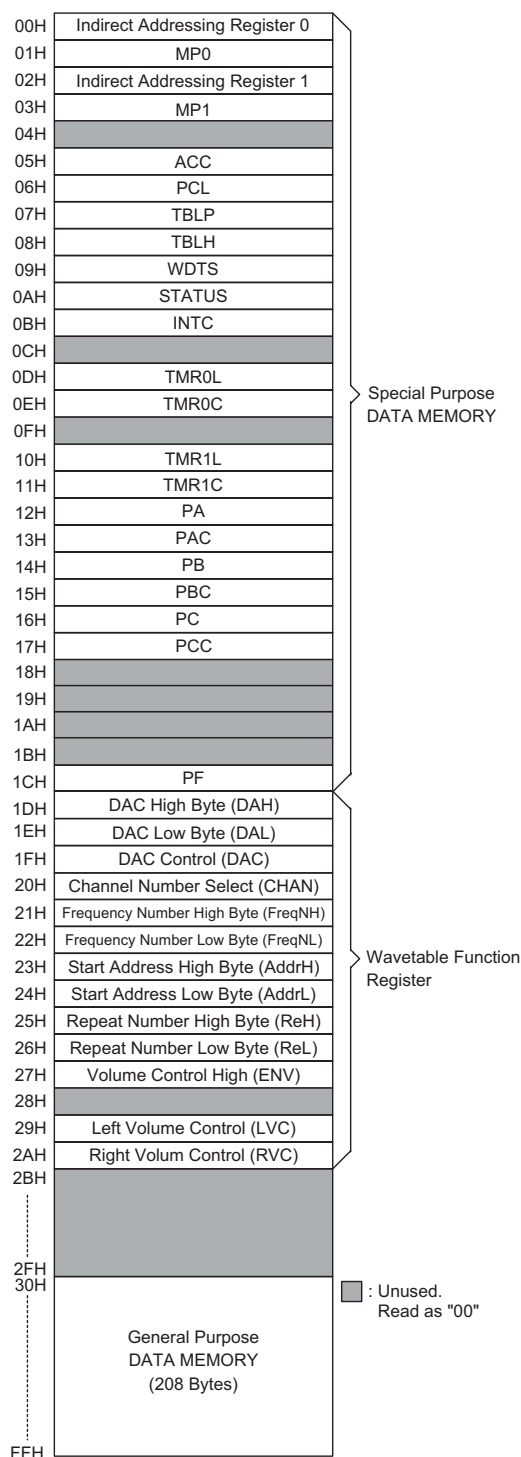 00H Indirect Addressing Register 0
01H MP0
02H Indirect Addressing Register 1
03H MP1
04H
05H ACC
06H PCL
07H TBLP
08H TBLH
09H WDTS
0AH STATUS
0BH INTC
0CH
0DH TMR0L
0EH TMR0C
0FH
10H TMR1L
11H TMR1C
12H PA
13H PAC
14H PB
15H PBC
16H PC
17H PCC
18H
19H
1AH
1BH
1CH PF
Special Purpose
DATA MEMORY
1DH DAC High Byte (DAH)
1EH DAC Low Byte (DAL)
1FH DAC Control (DAC)
20H Channel Number Select (CHAN)
21H Frequency Number High Byte (FreqNH)
22H Frequency Number Low Byte (FreqNL)
23H Start Address High Byte (AddrH)
24H Start Address Low Byte (AddrL)
25H Repeat Number High Byte (ReH)
26H Repeat Number Low Byte (ReL)
27H Volume Control High (ENV)
28H
29H Left Volume Control (LVC)
2AH Right Volum Control (RVC)
Wavetable Function
Register
2BH
2FH
30H
General Purpose
DATA MEMORY
(208 Bytes)
FFH
: Unused.
Read as "00"